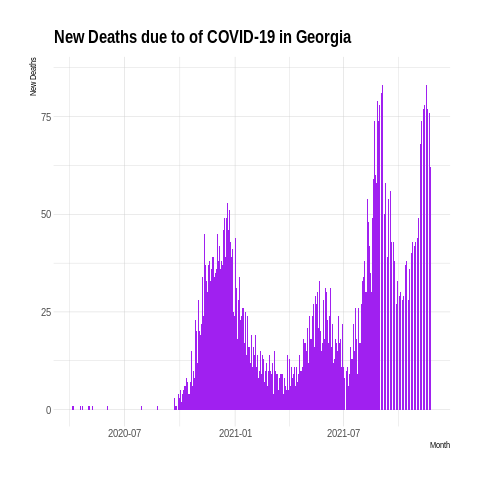 New Deaths due to of COVID-19 in Georgia
New Deaths
75
50
25
0
2020-07
2021-01
2021-07
Month